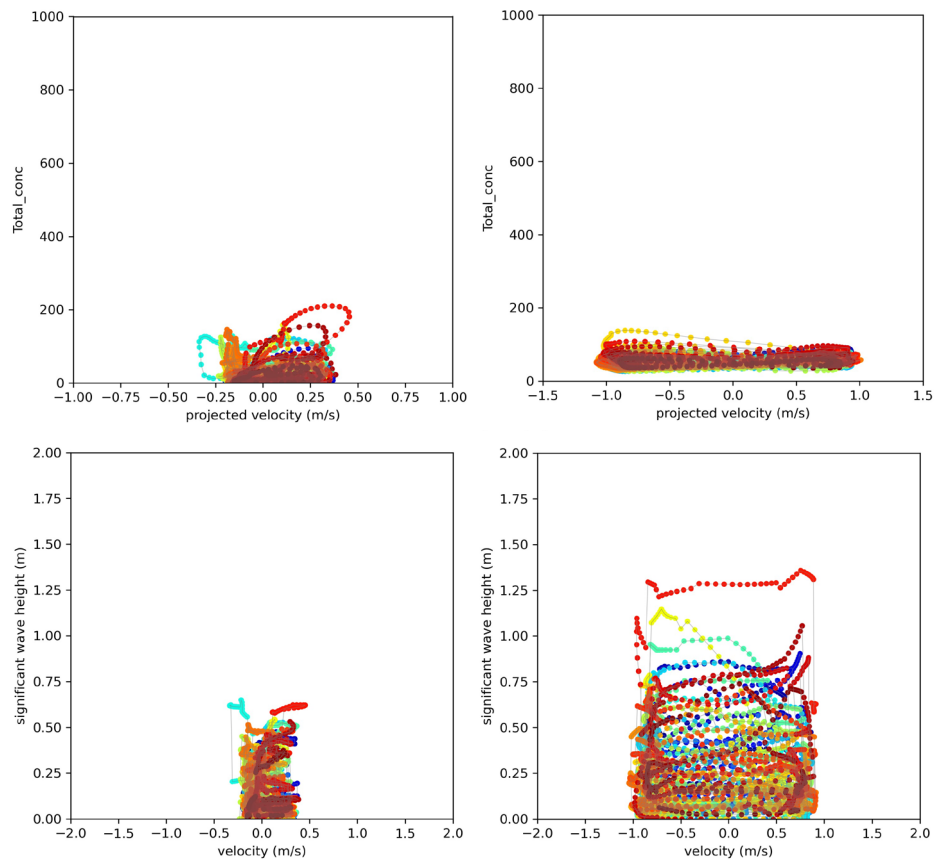 1000
800
600
400
200
0
Total_conc
−1.00 −0.75 −0.50 −0.25 0.00 0.25 0.50 0.75 1.00
projected velocity (m/s)
1000
800
600
400
200
0
Total_conc
−1.5 −1.0 −0.5 0.0 0.5 1.0 1.5
projected velocity (m/s)
2.00
1.75
1.50
1.25
1.00
0.75
0.50
0.25
0.00
significant wave height (m)
−2.0 −1.5 −1.0 −0.5 0.0 0.5 1.0 1.5 2.0
velocity (m/s)
2.00
1.75
1.50
1.25
1.00
0.75
0.50
0.25
0.00
significant wave height (m)
−2.0 −1.5 −1.0 −0.5 0.0 0.5 1.0 1.5 2.0
velocity (m/s)